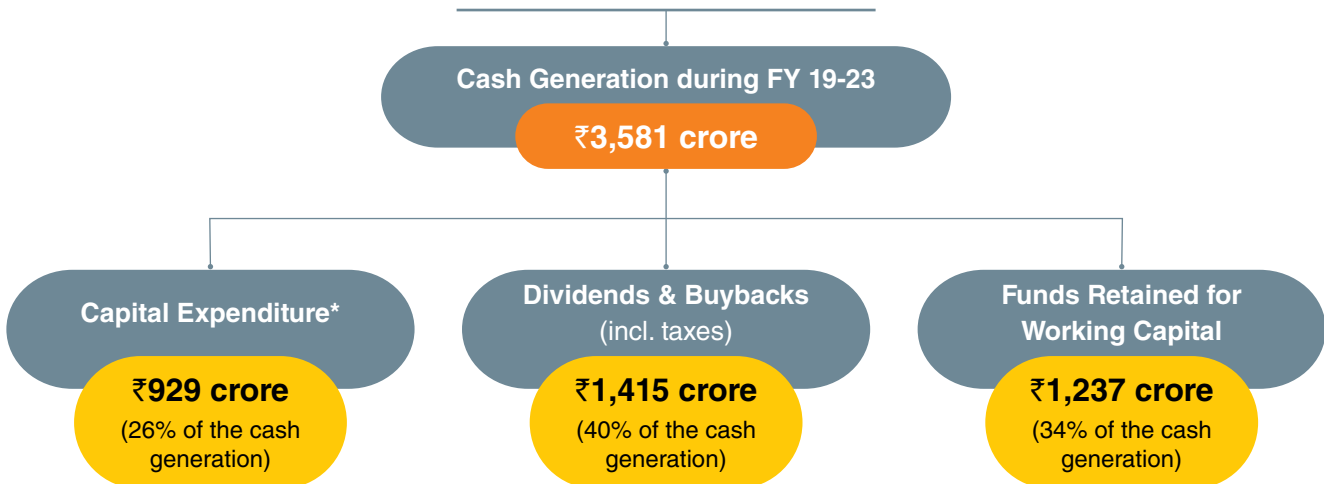 Cash Generation during FY 19-23
₹3,581 crore
Capital Expenditure*
₹929 crore
(26% of the cash
generation)
Dividends & Buybacks
(incl. taxes)
₹1,415 crore
(40% of the cash
generation)
Funds Retained for
Working Capital
₹1,237 crore
(34% of the cash
generation)